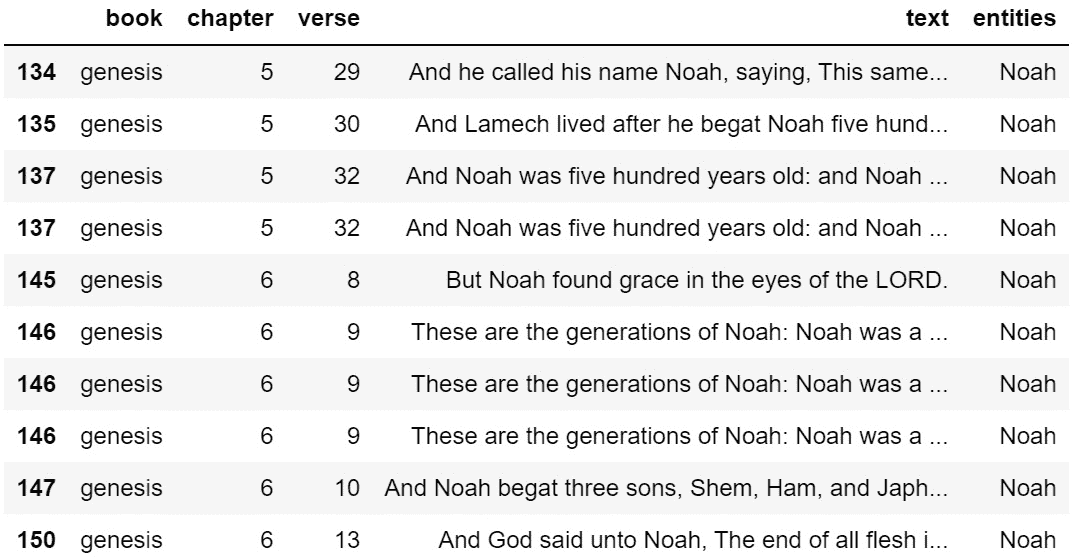 book chapter verse text entities
134 genesis 5 29 And he called his name Noah, saying, This same... Noah
135 genesis 5 30 And Lamech lived after he begat Noah five hund... Noah
137 genesis 5 32 And Noah was five hundred years old: and Noah ... Noah
137 genesis 5 32 And Noah was five hundred years old: and Noah ... Noah
145 genesis 6 8 But Noah found grace in the eyes of the LORD. Noah
146 genesis 6 9 These are the generations of Noah: Noah was a ... Noah
146 genesis 6 9 These are the generations of Noah: Noah was a ... Noah
146 genesis 6 9 These are the generations of Noah: Noah was a ... Noah
147 genesis 6 10 And Noah begat three sons, Shem, Ham, and Japh... Noah
150 genesis 6 13 And God said unto Noah, The end of all flesh i... Noah